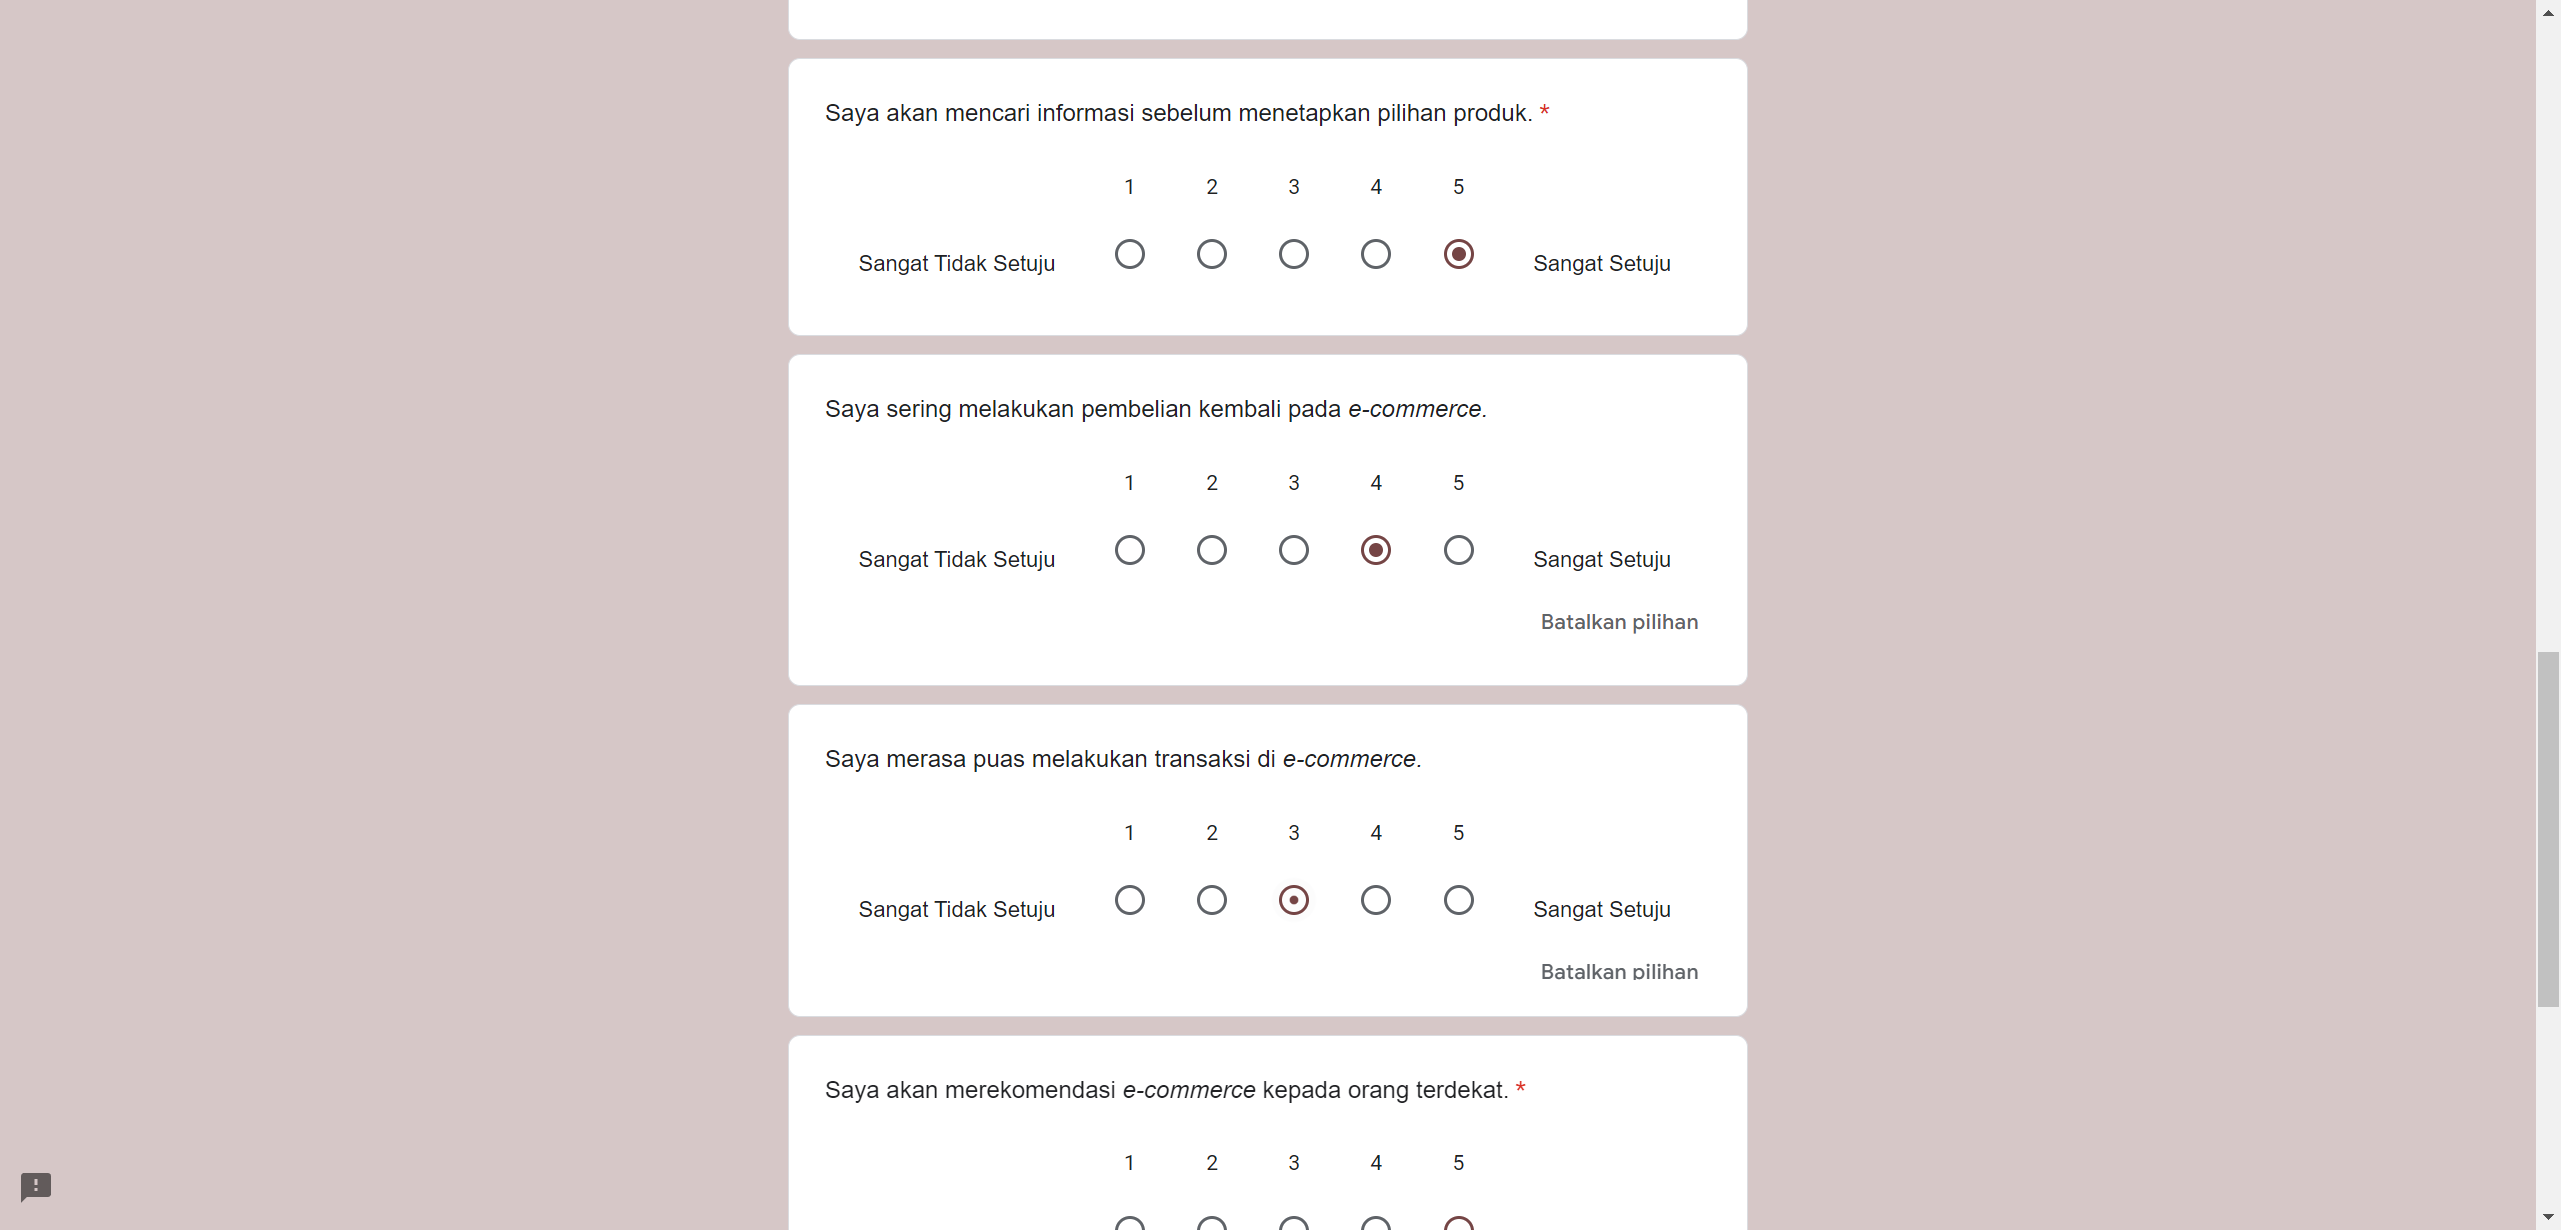 Saya akan mencari informasi sebelum menetapkan pilihan produk. *
1 2 3 4 5
Sangat Tidak Setuju Sangat Setuju
Saya sering melakukan pembelian kembali pada e-commerce.
1 2 3 4 5
Sangat Tidak Setuju Sangat Setuju
Batalkan pilihan
Saya merasa puas melakukan transaksi di e-commerce.
1 2 3 4 5
Sangat Tidak Setuju Sangat Setuju
Batalkan pilihan
Saya akan merekomendasi e-commerce kepada orang terdekat. *
1 2 3 4 5